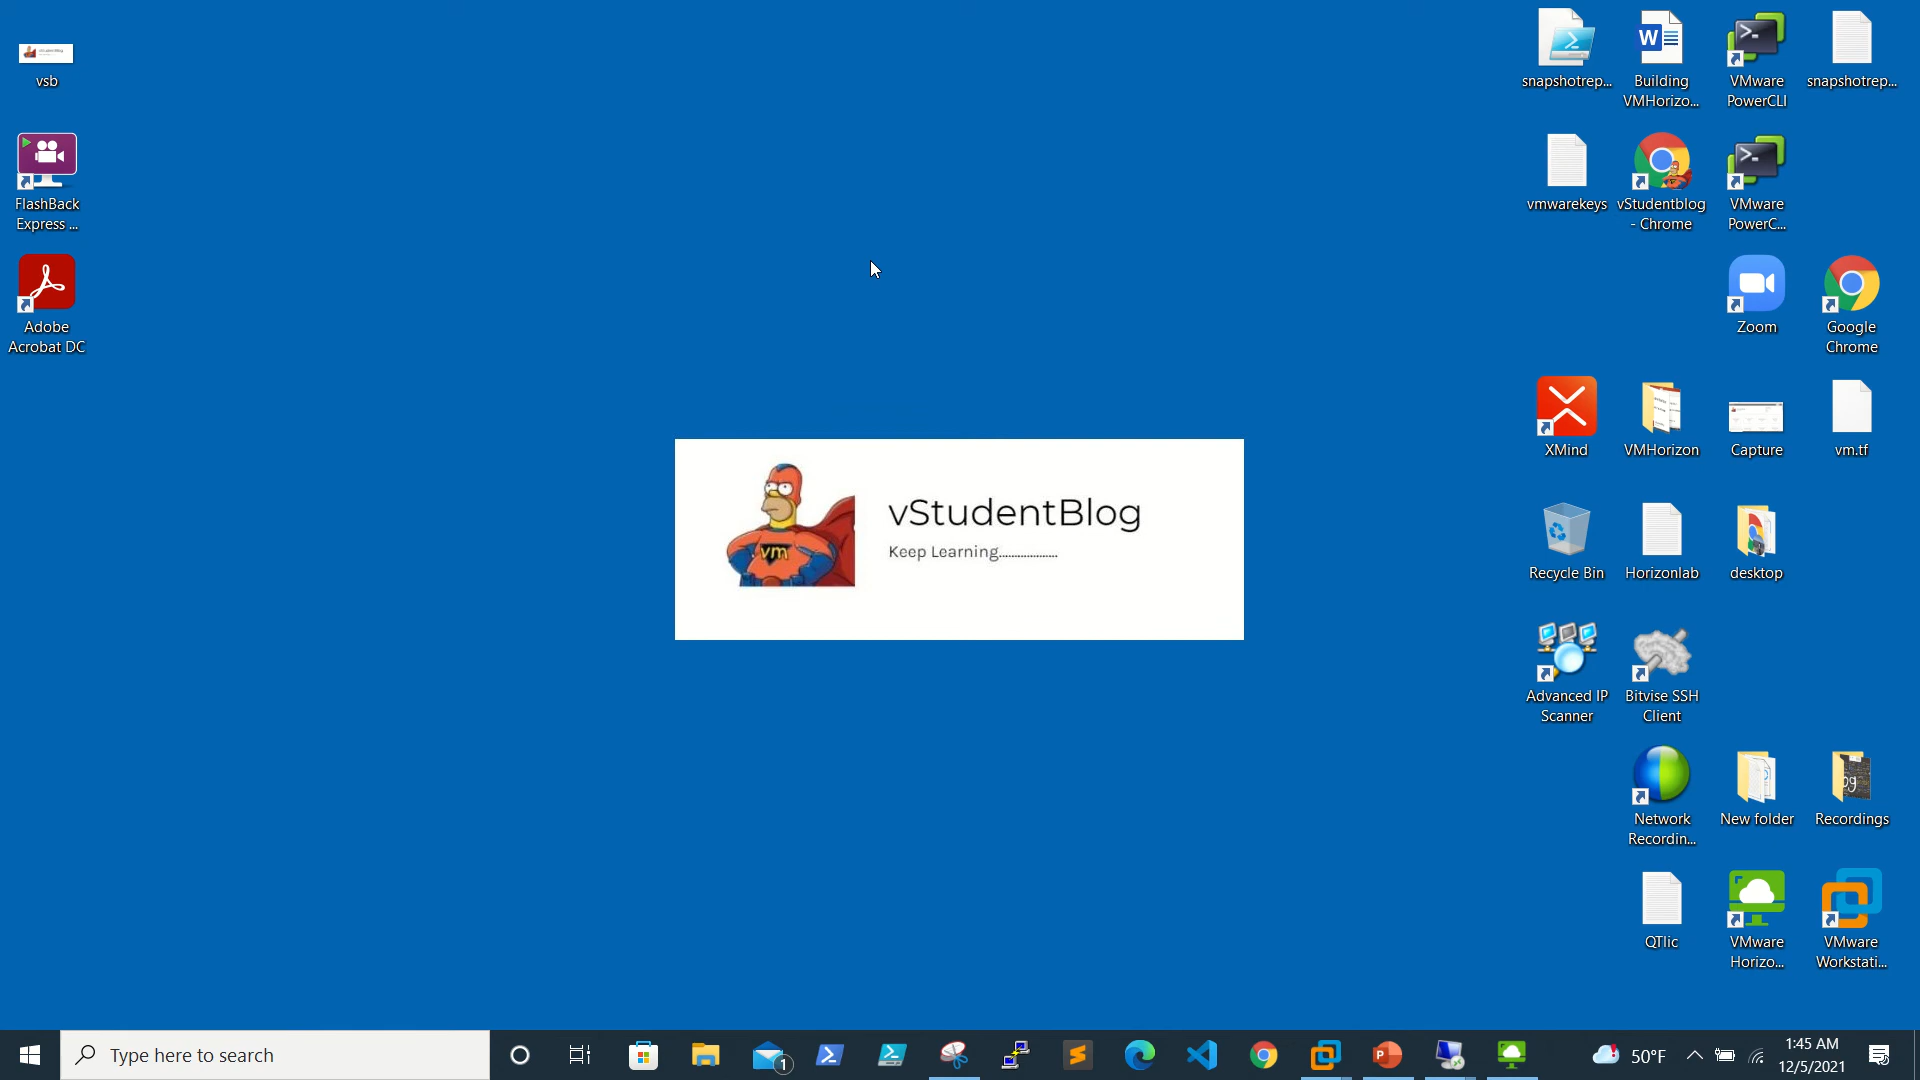 vsb
FlashBack
Express ...
Adobe
Acrobat DC
snapshotrep...
Building
VMHorizo...
VMware
PowerCLI
snapshotrep...
vmwarekeys
vStudentblog
- Chrome
VMware
PowerC...
Zoom
Google
Chrome
XMind
VMHorizon
Capture
vm.tf
vm
vStudentBlog
Keep Learning...................
Recycle Bin
Horizonlab
desktop
Advanced IP
Scanner
Bitvise SSH
Client
Network
Recordin...
New folder
Recordings
QTlic
VMware
Horizo...
VMware
Workstati...
Type here to search
1
50°F
1:45 AM
12/5/2021